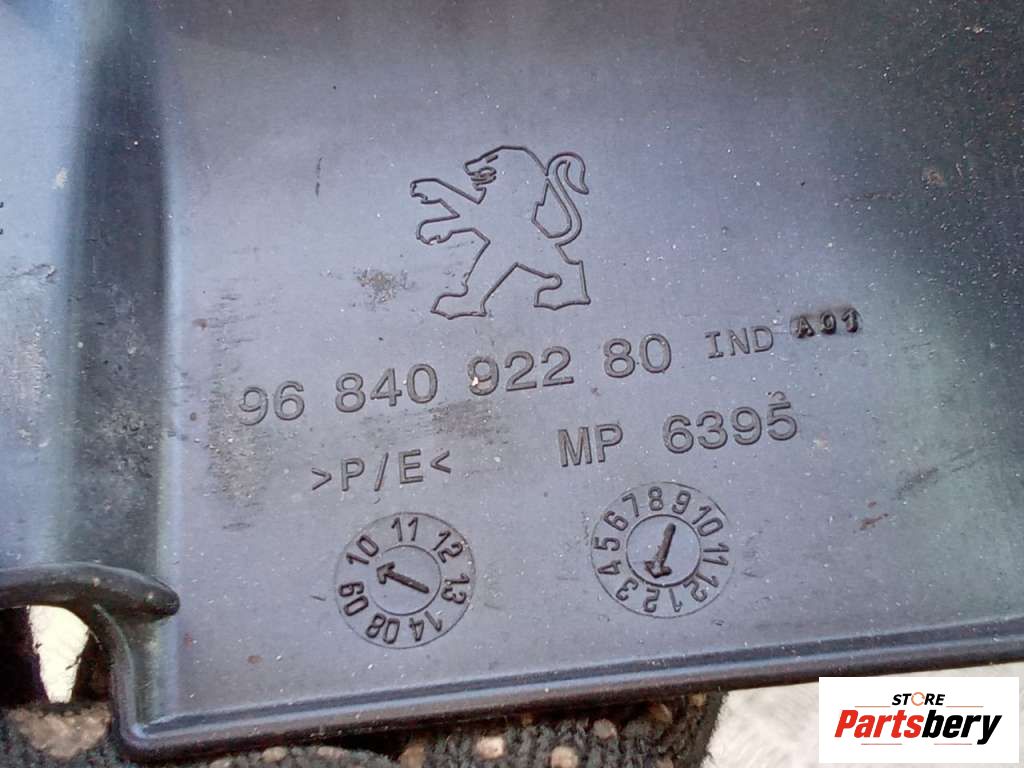 96 840 922 80 IND A01
>P/E< MP 6395
08 09 10 11 12 13 14
1 2 3 4 5 6 7 8 9 10 11 12
STORE
Partsbery